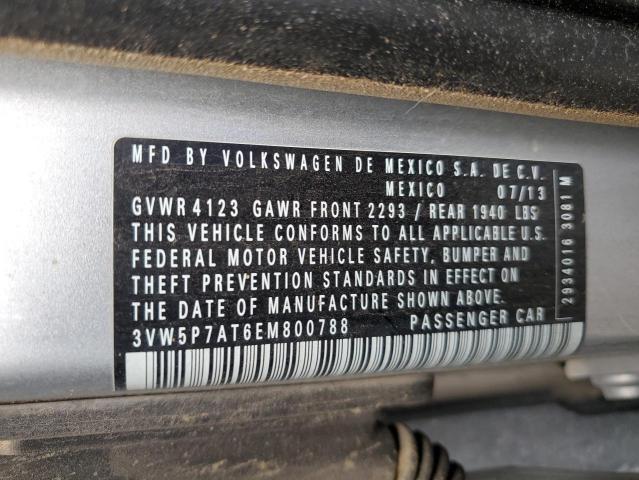 MFD BY VOLKSWAGEN DE MEXICO S.A. DE C.V.
MEXICO 07/13
GVWR 4123 GAWR FRONT 2293 / REAR 1940 LBS
THIS VEHICLE CONFORMS TO ALL APPLICABLE U.S.
FEDERAL MOTOR VEHICLE SAFETY, BUMPER AND
THEFT PREVENTION STANDARDS IN EFFECT ON
THE DATE OF MANUFACTURE SHOWN ABOVE.
3VW5P7AT6EM800788 PASSENGER CAR
2934016 3081 M